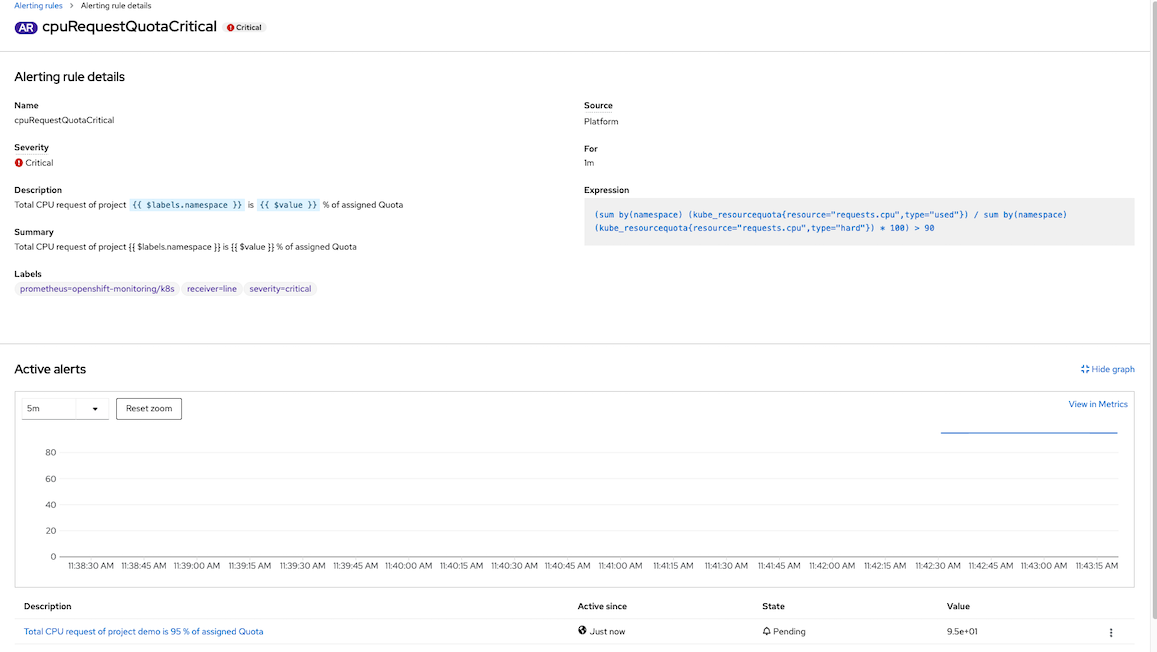 Alerting rules > Alerting rule details
AR cpuRequestQuotaCritical Critical
Alerting rule details
Name
cpuRequestQuotaCritical
Severity
Critical
Description
Total CPU request of project {{ $labels.namespace }} is {{ $value }} % of assigned Quota
Summary
Total CPU request of project {{ $labels.namespace }} is {{ $value }} % of assigned Quota
Labels
prometheus=openshift-monitoring/k8s receiver=line severity=critical
Source
Platform
For
1m
Expression
(sum by(namespace) (kube_resourcequota{resource="requests.cpu",type="used"}) / sum by(namespace)
(kube_resourcequota{resource="requests.cpu",type="hard"}) * 100) > 90
Active alerts Hide graph
5m Reset zoom View in Metrics
80
60
40
20
0
11:38:30 AM 11:38:45 AM 11:39:00 AM 11:39:15 AM 11:39:30 AM 11:39:45 AM 11:40:00 AM 11:40:15 AM 11:40:30 AM 11:40:45 AM 11:41:00 AM 11:41:15 AM 11:41:30 AM 11:41:45 AM 11:42:00 AM 11:42:15 AM 11:42:30 AM 11:42:45 AM 11:43:00 AM 11:43:15 AM
Description Active since State Value
Total CPU request of project demo is 95 % of assigned Quota Just now Pending 9.5e+01